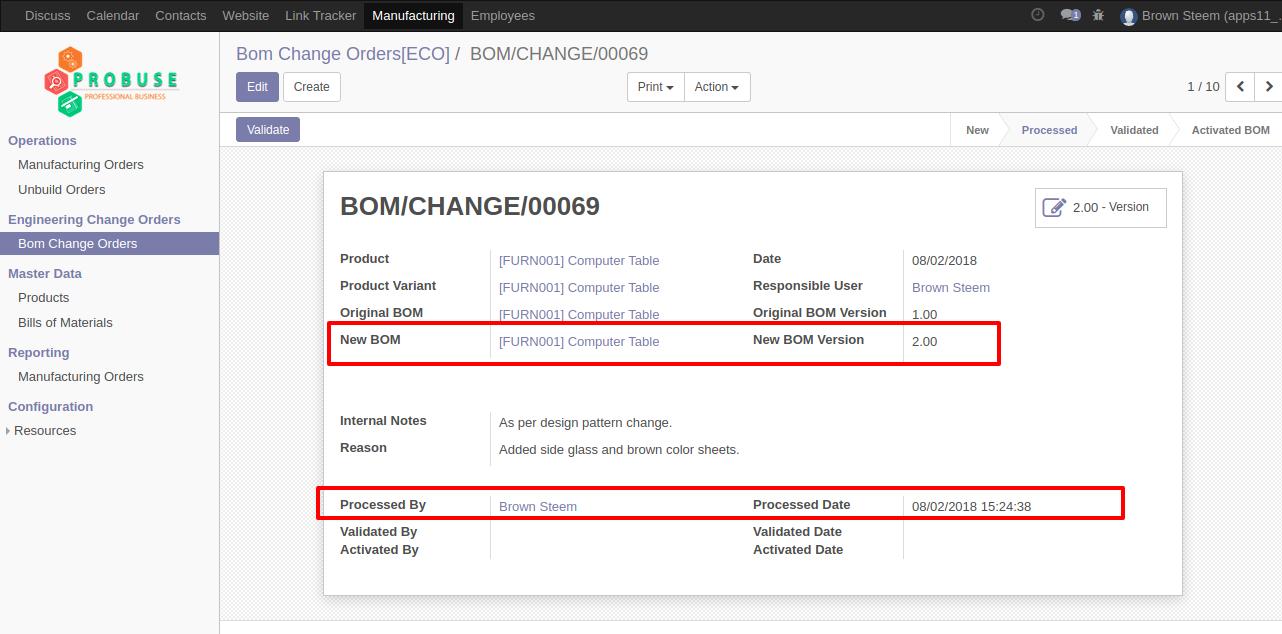 Discuss Calendar Contacts Website Link Tracker Manufacturing Employees 1 Brown Steem (apps11_
PROBUSE
PROFESSIONAL BUSINESS
Operations
Manufacturing Orders
Unbuild Orders
Engineering Change Orders
Bom Change Orders
Master Data
Products
Bills of Materials
Reporting
Manufacturing Orders
Configuration
Resources
Bom Change Orders[ECO] / BOM/CHANGE/00069
Edit Create Print Action 1 / 10
Validate New Processed Validated Activated BOM
BOM/CHANGE/00069
2.00 - Version
Product [FURN001] Computer Table Date 08/02/2018
Product Variant [FURN001] Computer Table Responsible User Brown Steem
Original BOM [FURN001] Computer Table Original BOM Version 1.00
New BOM [FURN001] Computer Table New BOM Version 2.00
Internal Notes As per design pattern change.
Reason Added side glass and brown color sheets.
Processed By Brown Steem Processed Date 08/02/2018 15:24:38
Validated By Validated Date
Activated By Activated Date